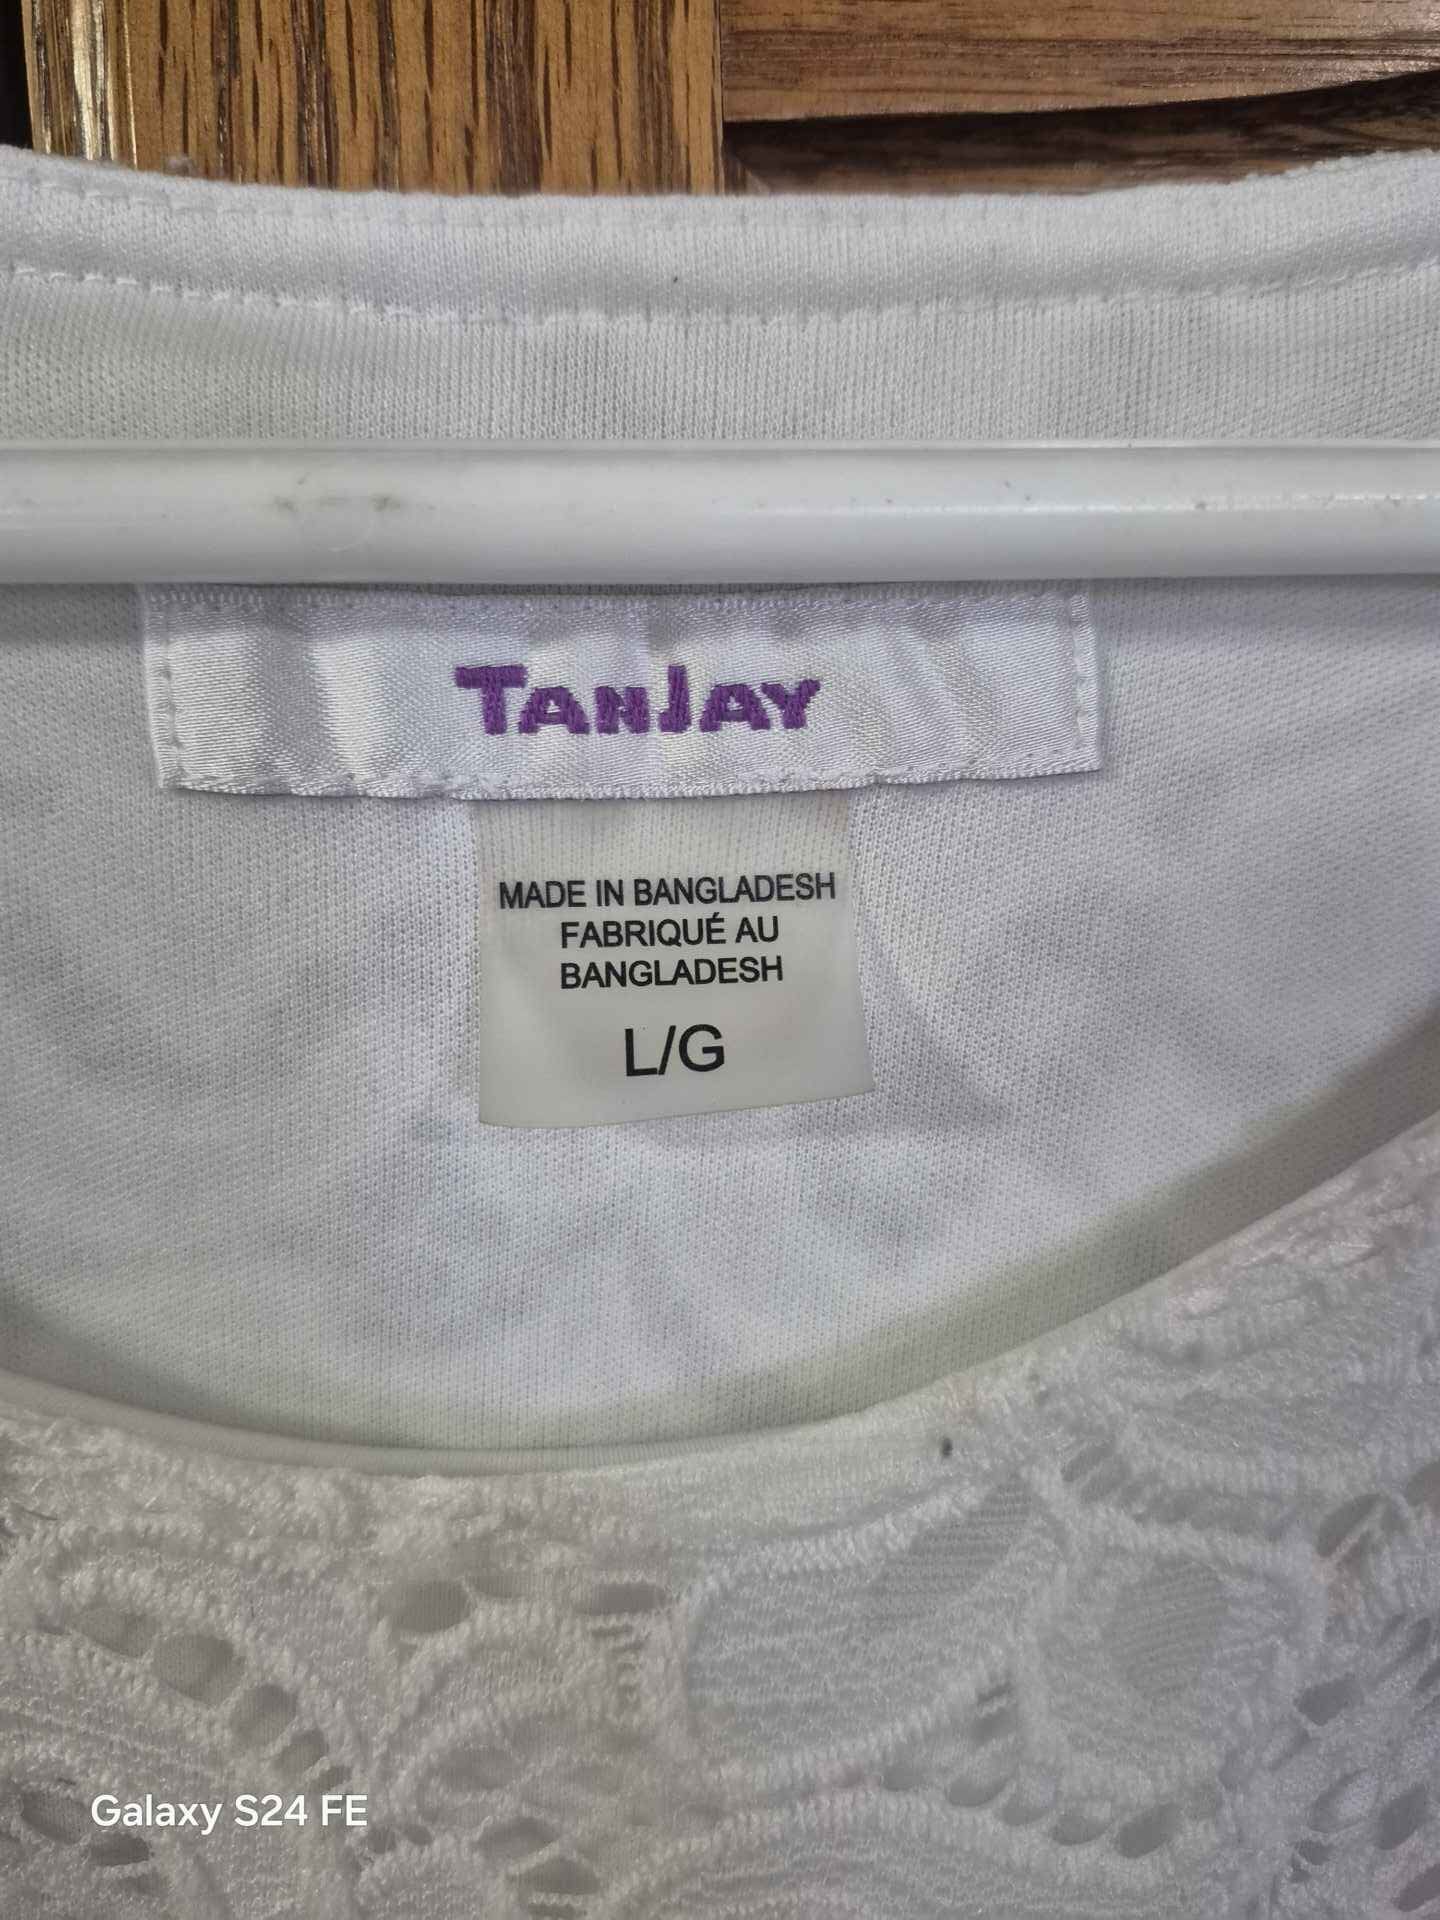 TANJAY
MADE IN BANGLADESH
FABRIQUÉ AU
BANGLADESH
L/G
Galaxy S24 FE